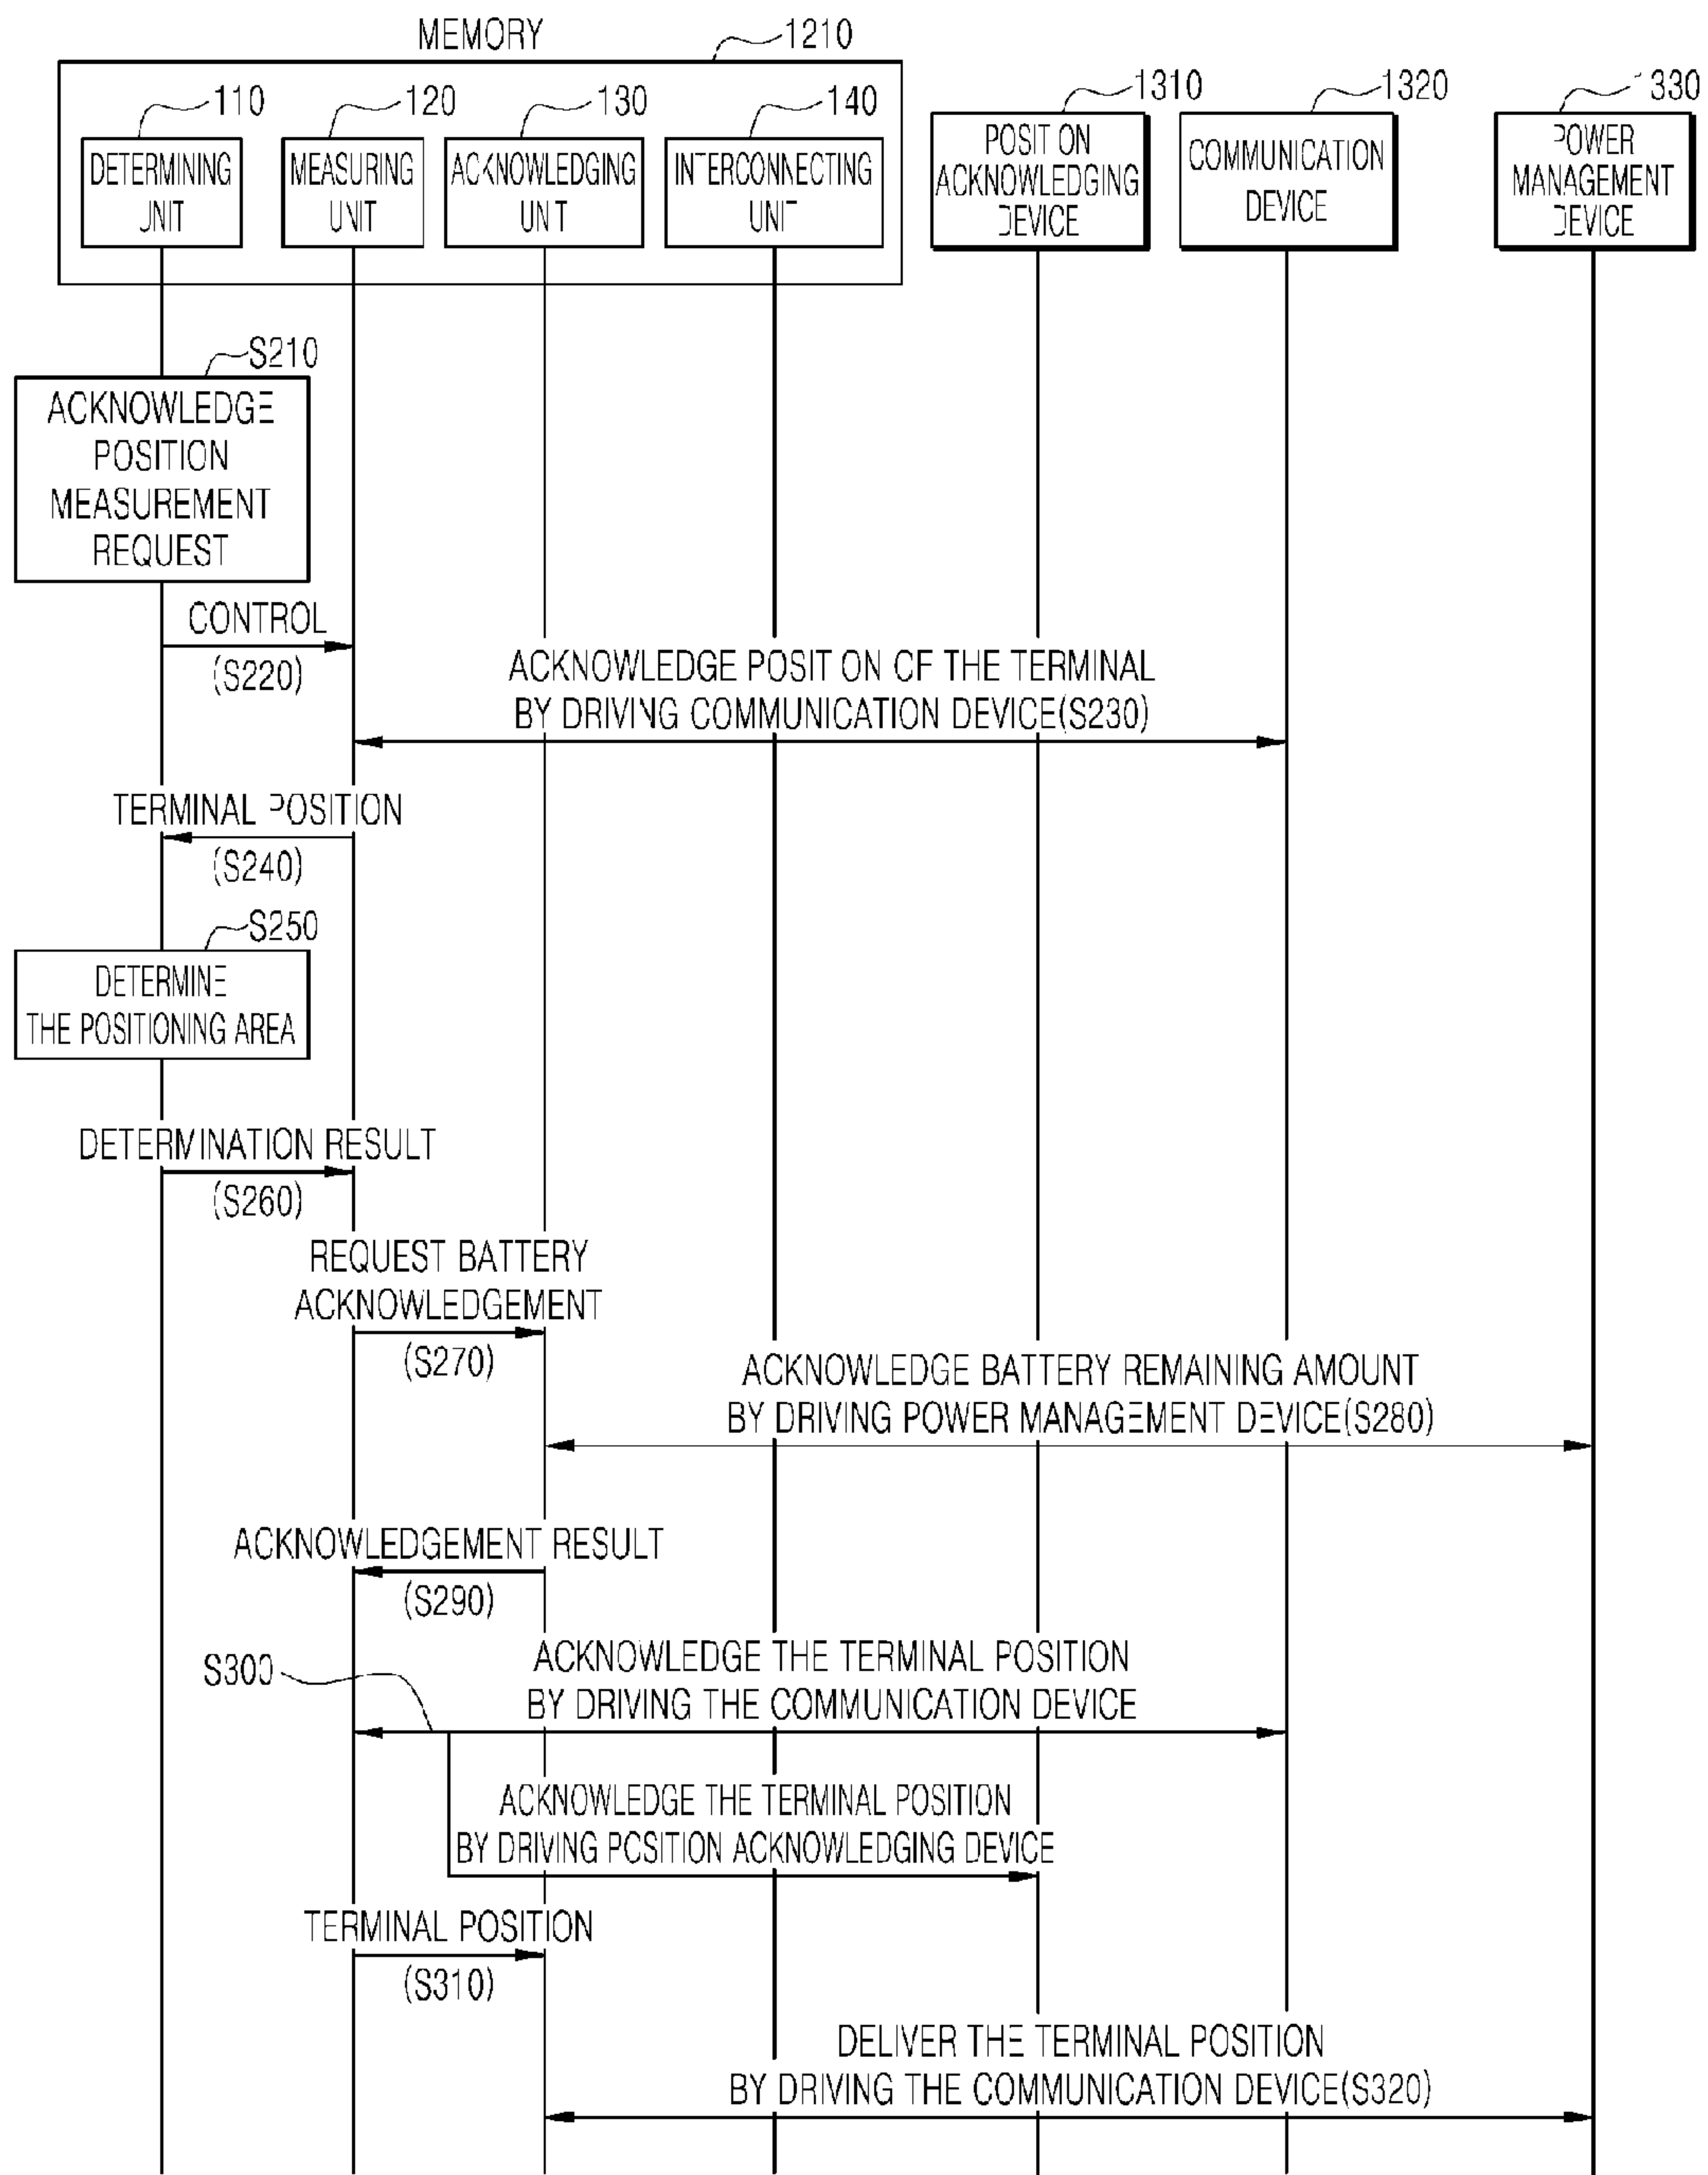 MEMORY
1210
110
120
130
140
1310
1320
330
DETERMINING
UNIT
MEASURING
UNIT
ACKNOWLEDGING
UNIT
INTERCONNECTING
UNIT
POSITION
ACKNOWLEDGING
DEVICE
COMMUNICATION
DEVICE
POWER
MANAGEMENT
DEVICE
S210
ACKNOWLEDGE
POSITION
MEASUREMENT
REQUEST
CONTROL
(S220)
ACKNOWLEDGE POSITION OF THE TERMINAL
BY DRIVING COMMUNICATION DEVICE(S230)
TERMINAL POSITION
(S240)
S250
DETERMINE
THE POSITIONING AREA
DETERMINATION RESULT
(S260)
REQUEST BATTERY
ACKNOWLEDGEMENT
(S270)
ACKNOWLEDGE BATTERY REMAINING AMOUNT
BY DRIVING POWER MANAGEMENT DEVICE(S280)
ACKNOWLEDGEMENT RESULT
(S290)
S300
ACKNOWLEDGE THE TERMINAL POSITION
BY DRIVING THE COMMUNICATION DEVICE
ACKNOWLEDGE THE TERMINAL POSITION
BY DRIVING POSITION ACKNOWLEDGING DEVICE
TERMINAL POSITION
(S310)
DELIVER THE TERMINAL POSITION
BY DRIVING THE COMMUNICATION DEVICE(S320)